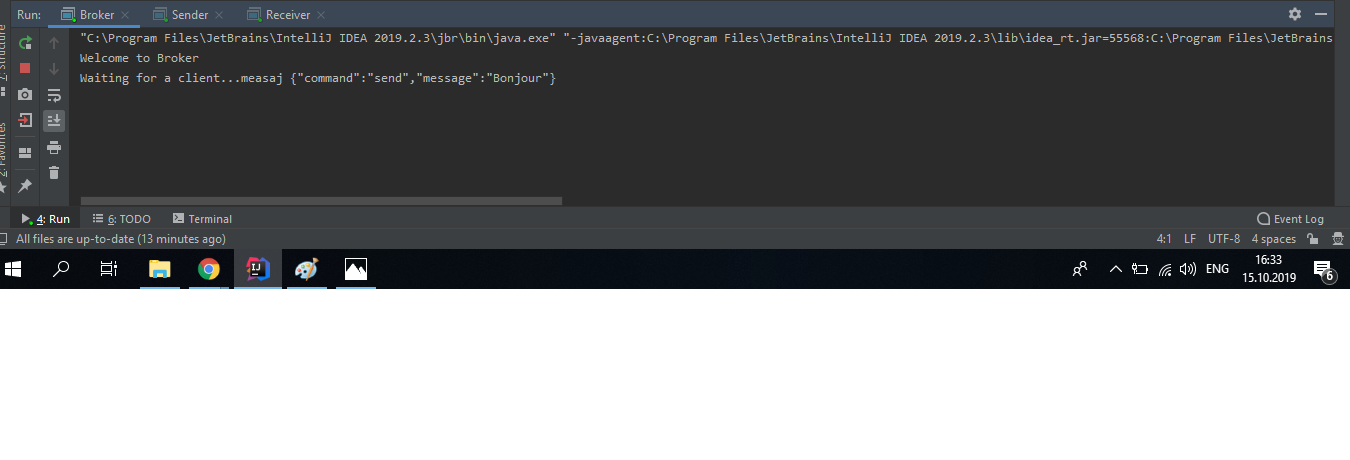 Run: Broker Sender Receiver
"C:\Program Files\JetBrains\IntelliJ IDEA 2019.2.3\jbr\bin\java.exe" "-javaagent:C:\Program Files\JetBrains\IntelliJ IDEA 2019.2.3\lib\idea_rt.jar=55568:C:\Program Files\JetBrains
Welcome to Broker
Waiting for a client...measaj {"command":"send","message":"Bonjour"}
Z: Structure
2: Favorites
4: Run 6: TODO Terminal Event Log
All files are up-to-date (13 minutes ago) 4:1 LF UTF-8 4 spaces
IJ ENG 16:33
15.10.2019 6